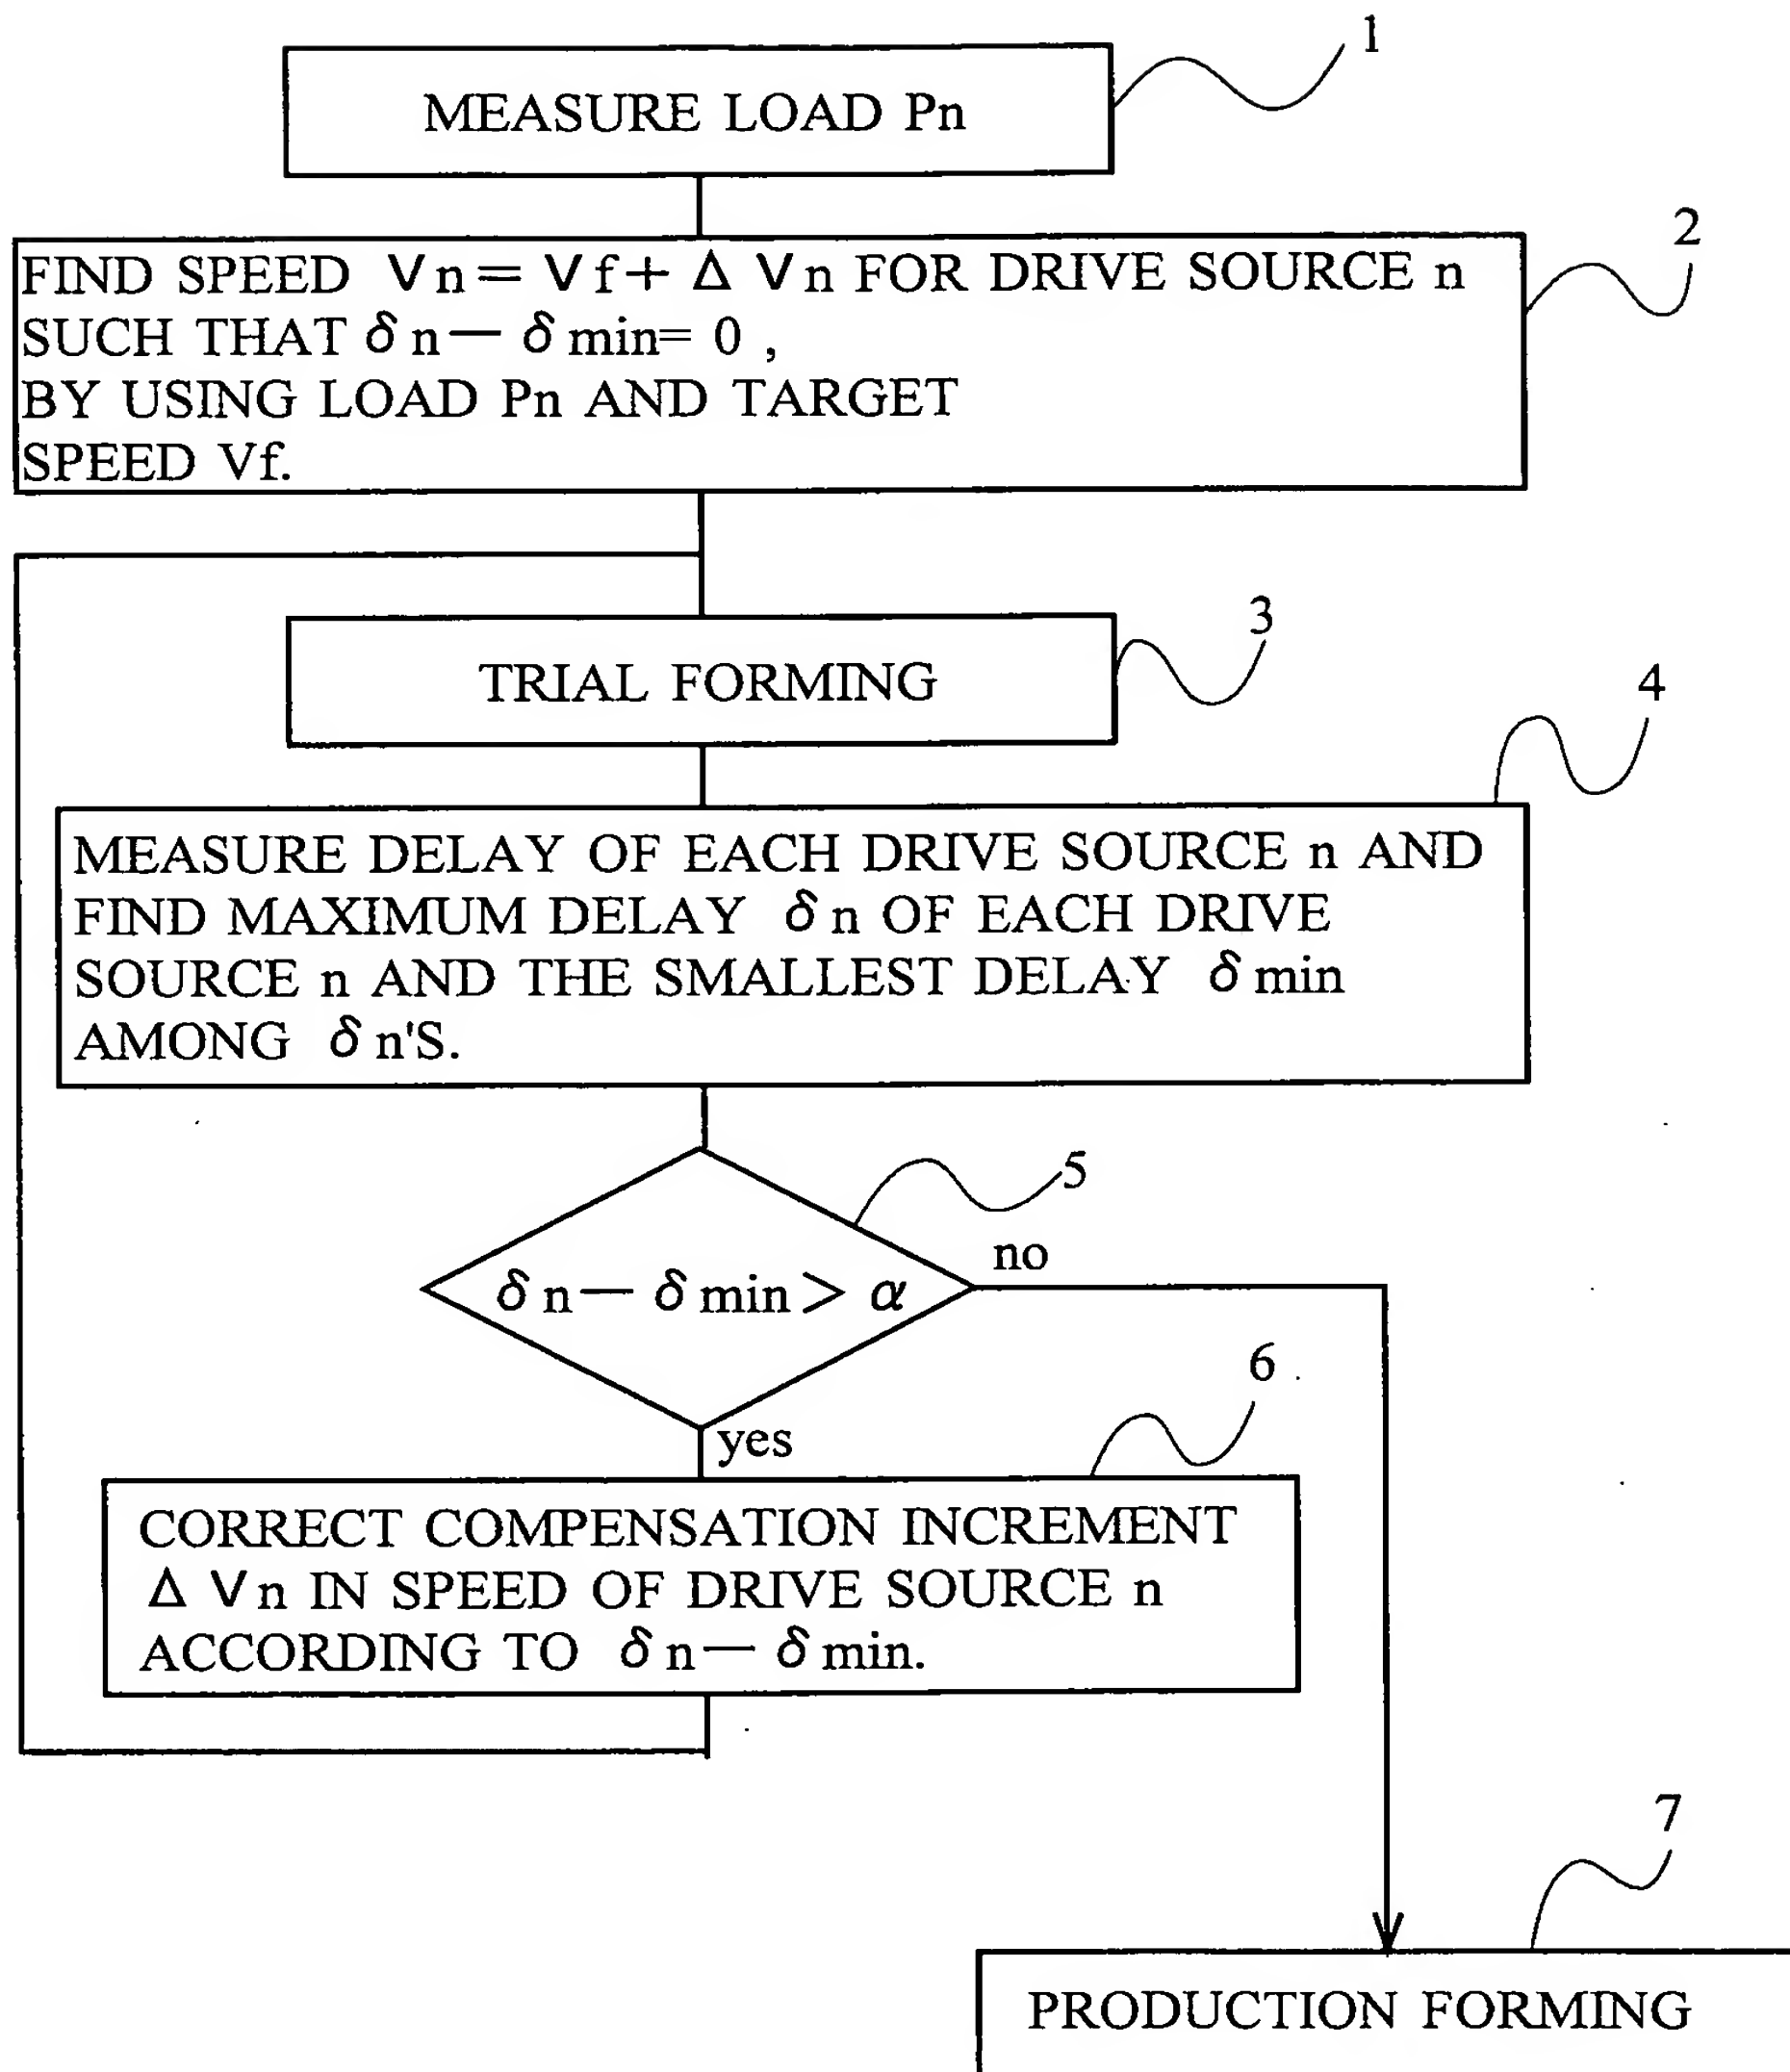 1
MEASURE LOAD Pn
2
FIND SPEED Vn = Vf + Δ Vn FOR DRIVE SOURCE n
SUCH THAT δn − δmin= 0 ,
BY USING LOAD Pn AND TARGET
SPEED Vf.
3
TRIAL FORMING
4
MEASURE DELAY OF EACH DRIVE SOURCE n AND
FIND MAXIMUM DELAY δn OF EACH DRIVE
SOURCE n AND THE SMALLEST DELAY δmin
AMONG δn'S.
5
no
δn − δmin > α
6
yes
CORRECT COMPENSATION INCREMENT
Δ Vn IN SPEED OF DRIVE SOURCE n
ACCORDING TO δn − δmin.
7
PRODUCTION FORMING